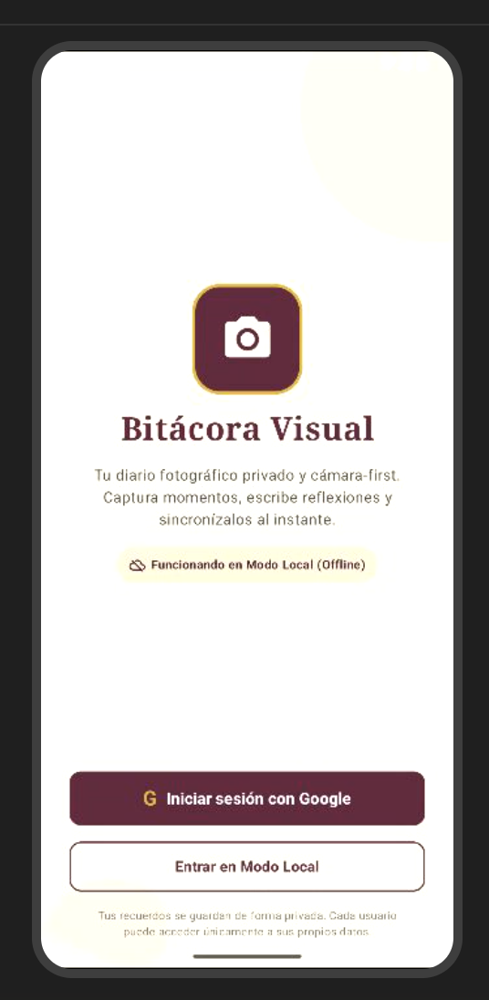 Bitácora Visual
Tu diario fotográfico privado y cámara-first.
Captura momentos, escribe reflexiones y
sincronízalos al instante.
Funcionando en Modo Local (Offline)
G Iniciar sesión con Google
Entrar en Modo Local
Tus recuerdos se guardan de forma privada. Cada usuario
puede acceder únicamente a sus propios datos.